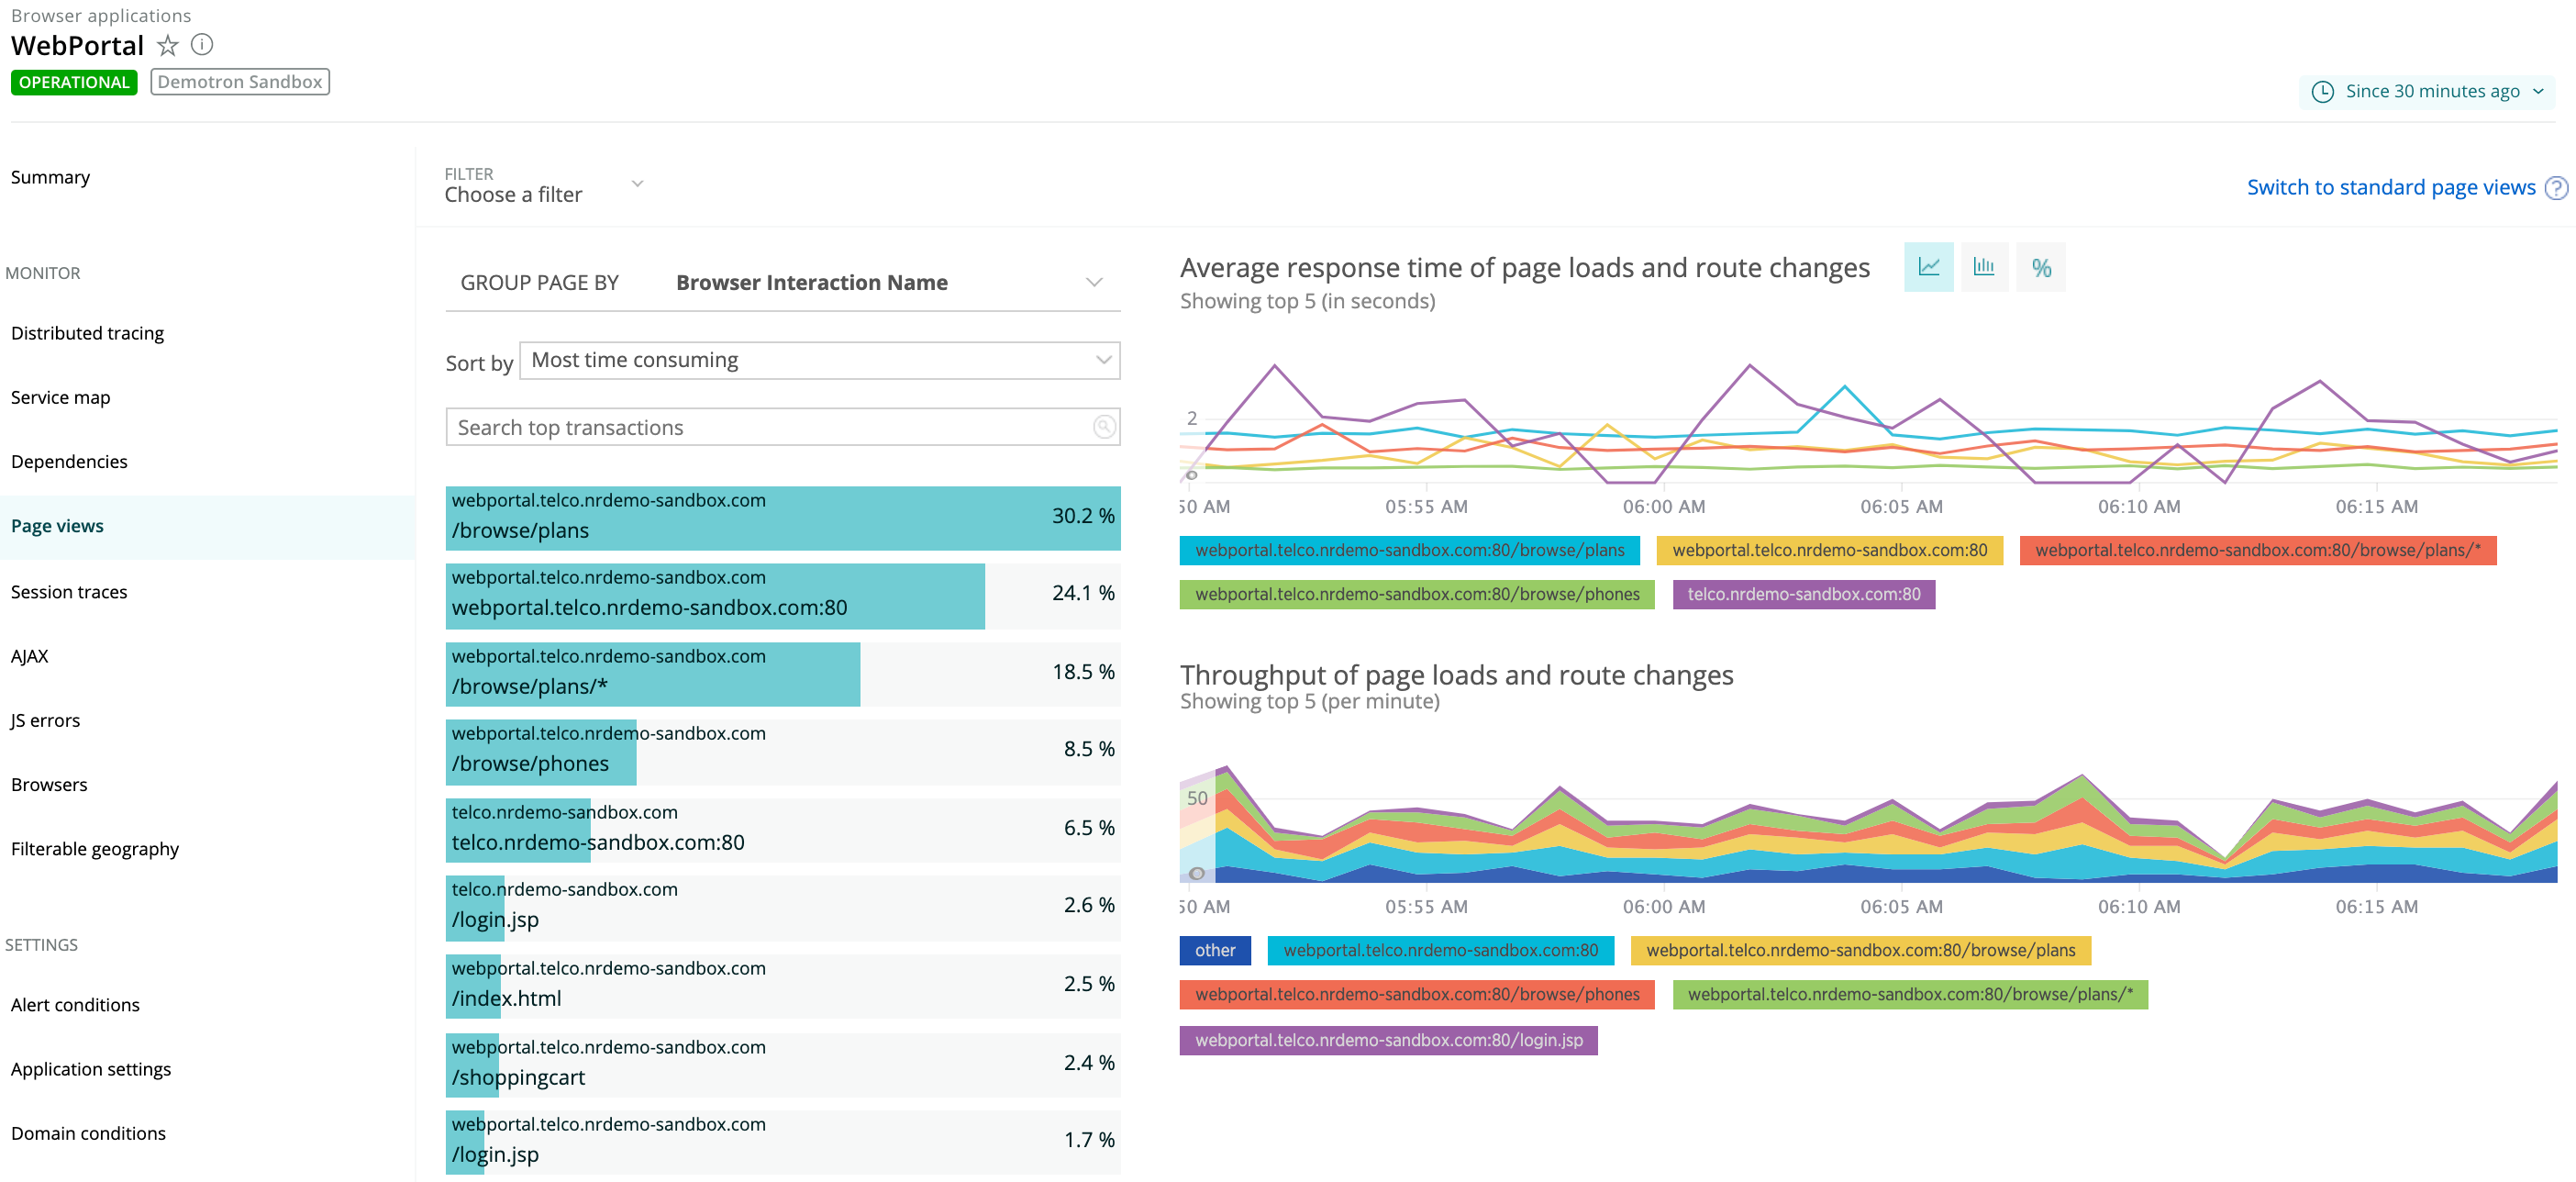 Browser applications
WebPortal
OPERATIONAL Demotron Sandbox
Since 30 minutes ago
Summary
MONITOR
Distributed tracing
Service map
Dependencies
Page views
Session traces
AJAX
JS errors
Browsers
Filterable geography
SETTINGS
Alert conditions
Application settings
Domain conditions
FILTER
Choose a filter
Switch to standard page views ?
GROUP PAGE BY Browser Interaction Name
Sort by Most time consuming
Search top transactions
webportal.telco.nrdemo-sandbox.com
/browse/plans
30.2 %
webportal.telco.nrdemo-sandbox.com
webportal.telco.nrdemo-sandbox.com:80
24.1 %
webportal.telco.nrdemo-sandbox.com
/browse/plans/*
18.5 %
webportal.telco.nrdemo-sandbox.com
/browse/phones
8.5 %
telco.nrdemo-sandbox.com
telco.nrdemo-sandbox.com:80
6.5 %
telco.nrdemo-sandbox.com
/login.jsp
2.6 %
webportal.telco.nrdemo-sandbox.com
/index.html
2.5 %
webportal.telco.nrdemo-sandbox.com
/shoppingcart
2.4 %
webportal.telco.nrdemo-sandbox.com
/login.jsp
1.7 %
Average response time of page loads and route changes
%
Showing top 5 (in seconds)
2
0
50 AM 05:55 AM 06:00 AM 06:05 AM 06:10 AM 06:15 AM
webportal.telco.nrdemo-sandbox.com:80/browse/plans webportal.telco.nrdemo-sandbox.com:80 webportal.telco.nrdemo-sandbox.com:80/browse/plans/*
webportal.telco.nrdemo-sandbox.com:80/browse/phones telco.nrdemo-sandbox.com:80
Throughput of page loads and route changes
Showing top 5 (per minute)
50
0
50 AM 05:55 AM 06:00 AM 06:05 AM 06:10 AM 06:15 AM
other webportal.telco.nrdemo-sandbox.com:80 webportal.telco.nrdemo-sandbox.com:80/browse/plans
webportal.telco.nrdemo-sandbox.com:80/browse/phones webportal.telco.nrdemo-sandbox.com:80/browse/plans/*
webportal.telco.nrdemo-sandbox.com:80/login.jsp